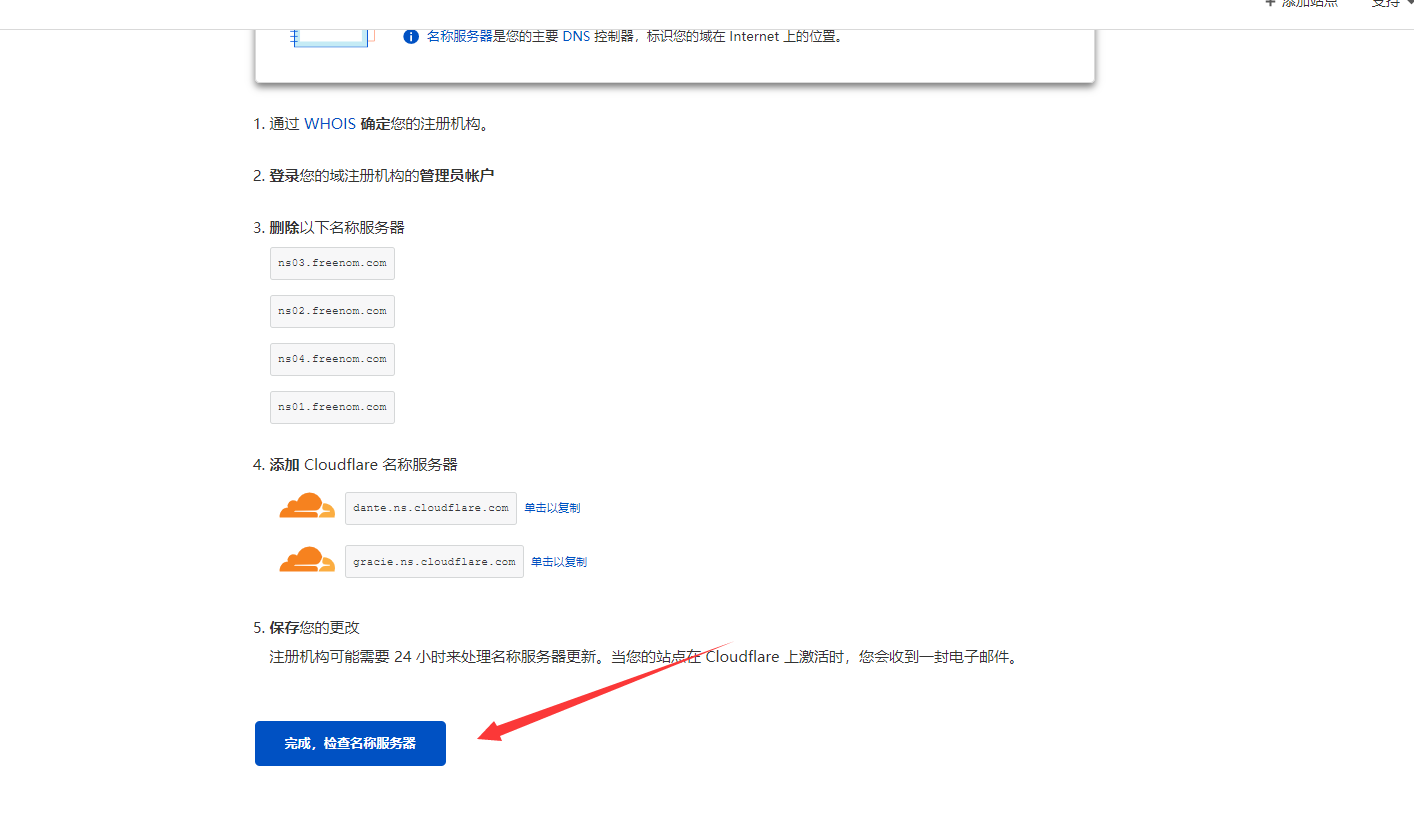 添加站点 支持
名称服务器是您的主要 DNS 控制器，标识您的域在 Internet 上的位置。
1. 通过 WHOIS 确定您的注册机构。
2. 登录您的域注册机构的管理员帐户
3. 删除以下名称服务器
ns03.freenom.com
ns02.freenom.com
ns04.freenom.com
ns01.freenom.com
4. 添加 Cloudflare 名称服务器
dante.ns.cloudflare.com 单击以复制
gracie.ns.cloudflare.com 单击以复制
5. 保存您的更改
注册机构可能需要 24 小时来处理名称服务器更新。当您的站点在 Cloudflare 上激活时，您会收到一封电子邮件。
完成，检查名称服务器